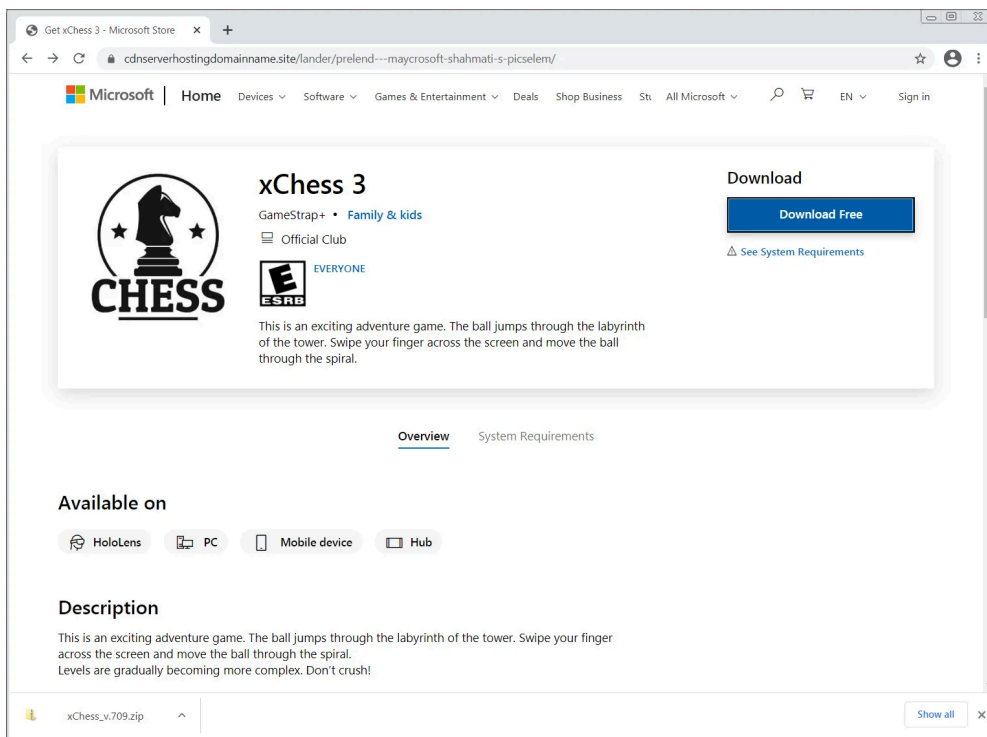 Get xChess 3 - Microsoft Store
cdnserverhostingdomainname.site/lander/prelend---maycrosoft-shahmati-s-picselem/
Microsoft Home Devices Software Games & Entertainment Deals Shop Business Stu All Microsoft EN Sign in
CHESS
xChess 3
GameStrap+ • Family & kids
Official Club
E
ESRB
EVERYONE
This is an exciting adventure game. The ball jumps through the labyrinth
of the tower. Swipe your finger across the screen and move the ball
through the spiral.
Download
Download Free
See System Requirements
Overview System Requirements
Available on
HoloLens PC Mobile device Hub
Description
This is an exciting adventure game. The ball jumps through the labyrinth of the tower. Swipe your finger
across the screen and move the ball through the spiral.
Levels are gradually becoming more complex. Don't crush!
xChess_v.709.zip
Show all